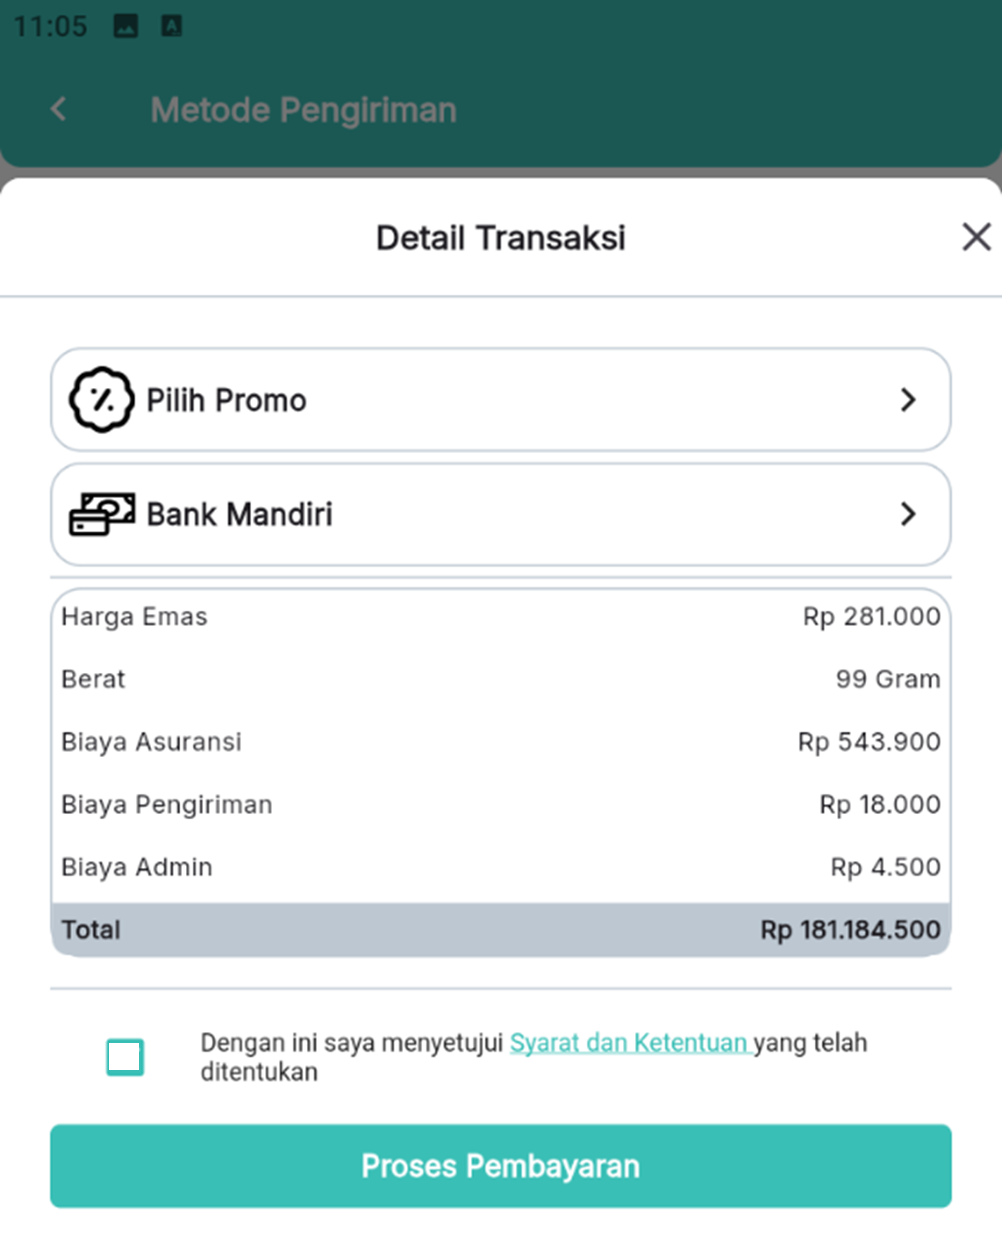 11:05
Metode Pengiriman
Detail Transaksi
Pilih Promo
Bank Mandiri
Harga Emas Rp 281.000
Berat 99 Gram
Biaya Asuransi Rp 543.900
Biaya Pengiriman Rp 18.000
Biaya Admin Rp 4.500
Total Rp 181.184.500
Dengan ini saya menyetujui Syarat dan Ketentuan yang telah
ditentukan
Proses Pembayaran